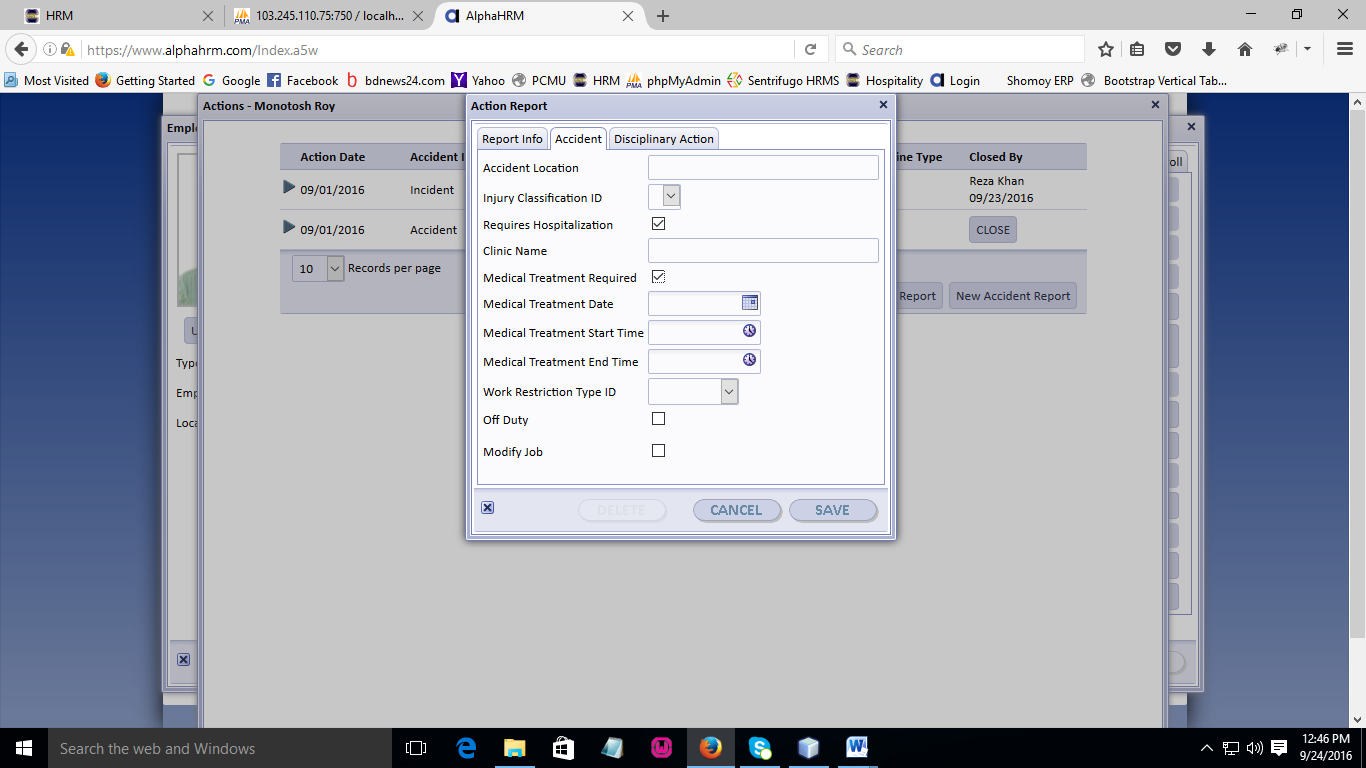 HRM
103.245.110.75:750 / localh...
AlphaHRM
https://www.alphahrm.com/Index.a5w
Search
Most Visited Getting Started Google Facebook bdnews24.com Yahoo PCMU HRM phpMyAdmin Sentrifugo HRMS Hospitality Login Shomoy ERP Bootstrap Vertical Tab...
Actions - Monotosh Roy
Action Report
Emplo
Report Info Accident Disciplinary Action
Action Date Accident I ine Type Closed By
09/01/2016 Incident Reza Khan
09/23/2016
09/01/2016 Accident CLOSE
10 Records per page
Report New Accident Report
Accident Location
Injury Classification ID
Requires Hospitalization
Clinic Name
Medical Treatment Required
Medical Treatment Date
Medical Treatment Start Time
Medical Treatment End Time
Work Restriction Type ID
Off Duty
Modify Job
DELETE CANCEL SAVE
oll
U
Type
Emp
Loca
Search the web and Windows
12:46 PM
9/24/2016